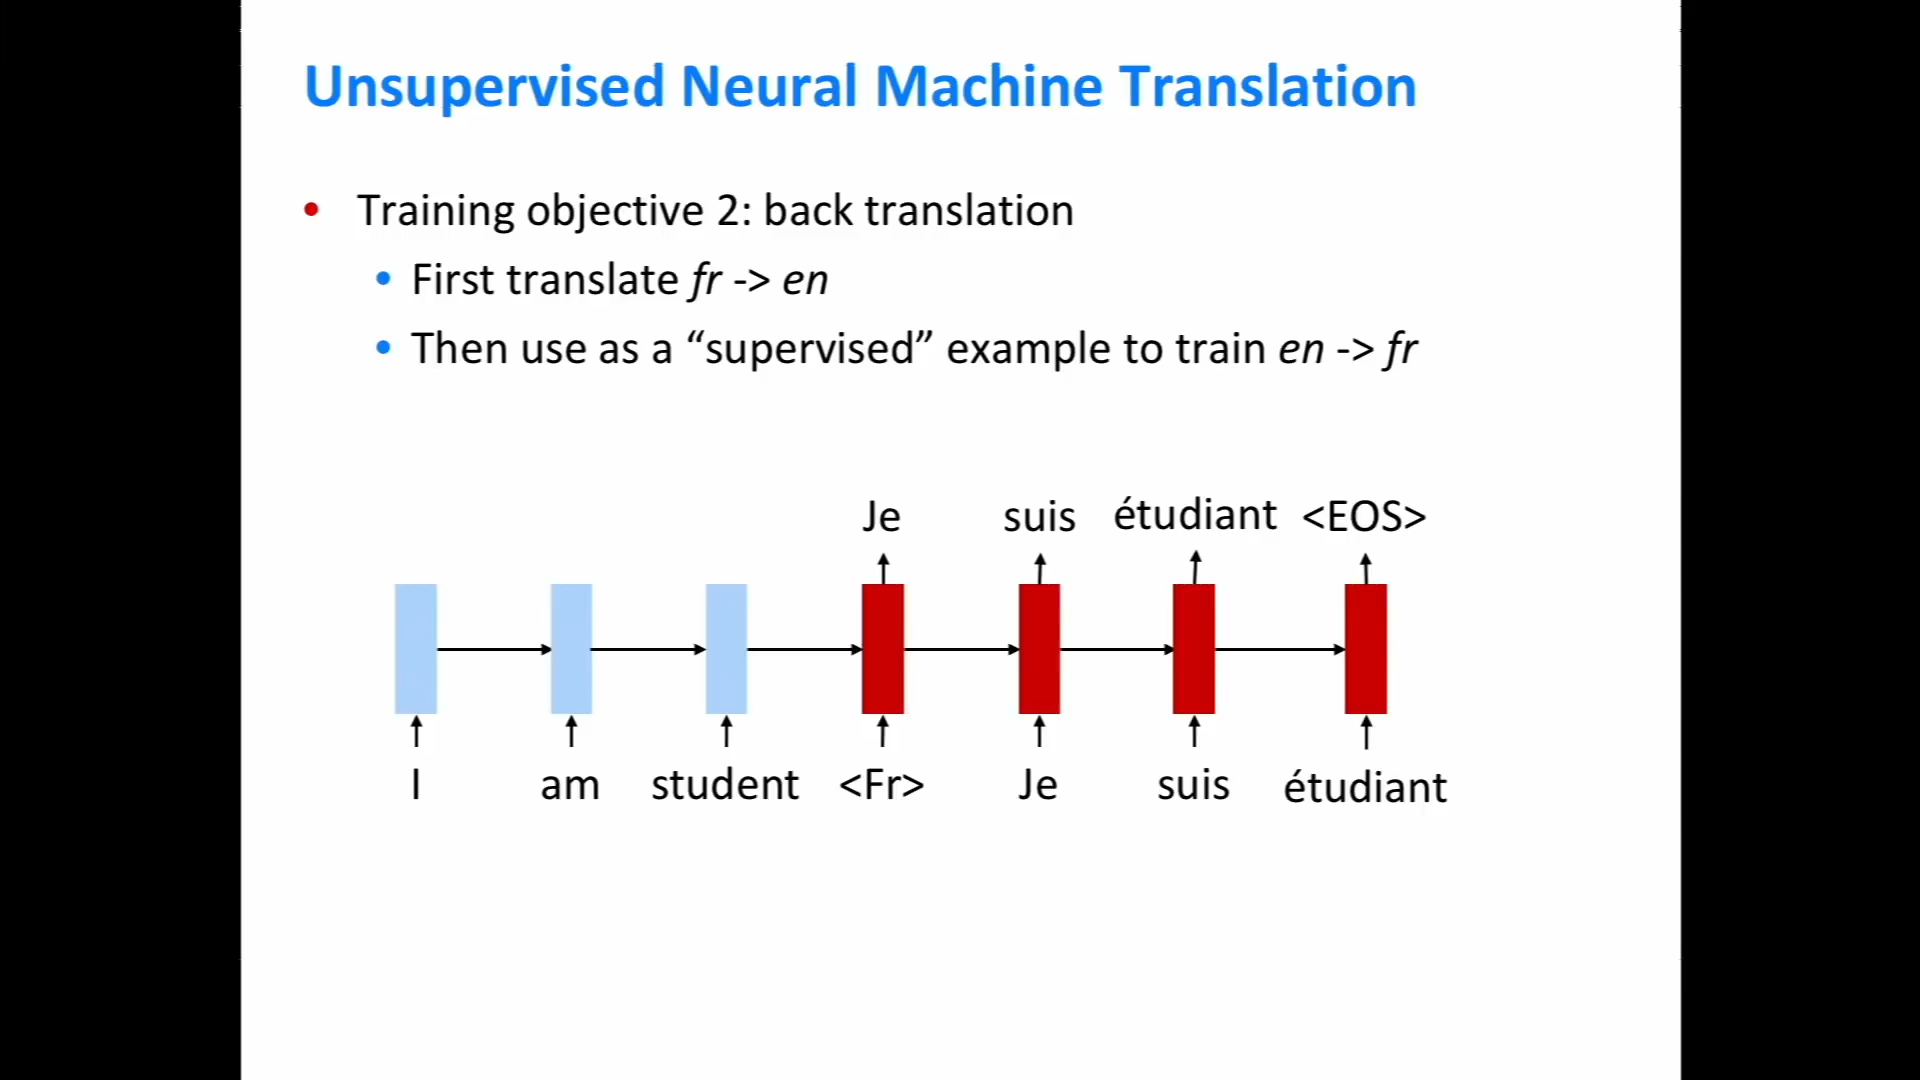 Unsupervised Neural Machine Translation
• Training objective 2: back translation
• First translate fr -> en
• Then use as a “supervised” example to train en -> fr
Je suis étudiant <EOS>
I am student <Fr> Je suis étudiant